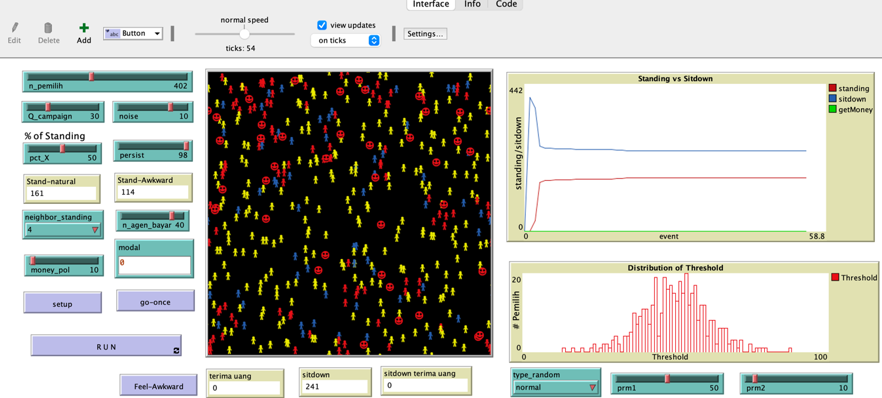 Interface Info Code
normal speed
view updates
Edit Delete Add
abc Button
on ticks
Settings...
ticks: 54
n_pemilih 402
Q_campaign 30
noise 10
% of Standing
pct_X 50
persist 98
Stand-natural
161
Stand-Awkward
114
neighbor_standing
4
n_agen_bayar 40
modal
0
money_pol 10
setup
go-once
R U N
Feel-Awkward
terima uang
0
sitdown
241
sitdown terima uang
0
Standing vs Sitdown
442
standing/sitdown
0
0
event
58.8
standing
sitdown
getMoney
Distribution of Threshold
20
# Pemilih
0
0
Threshold
100
Threshold
type_random
normal
prm1 50
prm2 10